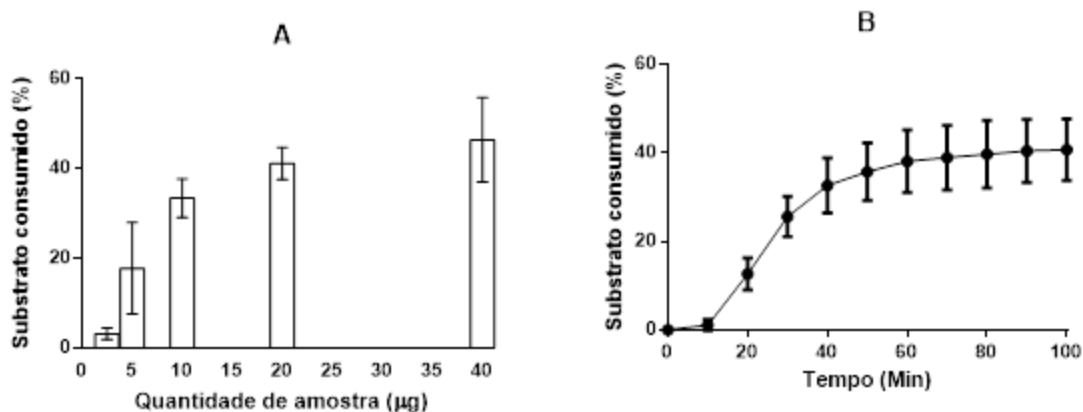 A
Substrato consumido (%)
60
40
20
0
0 5 10 15 20 25 30 35 40
Quantidade de amostra (µg)
B
Substrato consumido (%)
60
40
20
0
0 20 40 60 80 100
Tempo (Min)